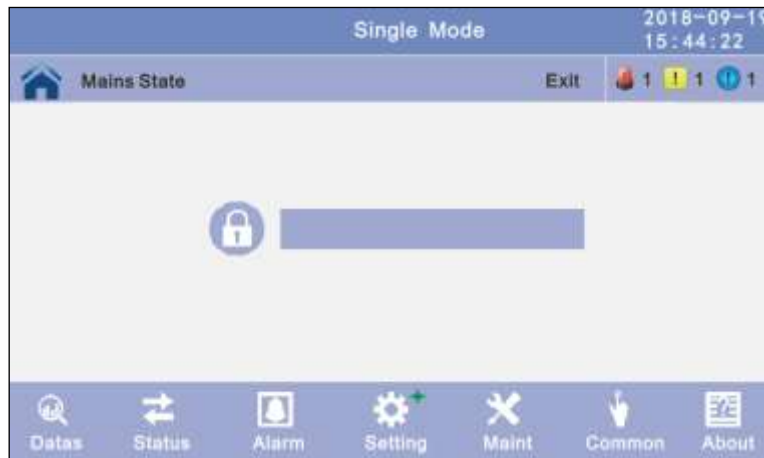 Single Mode
2018-09-19
15:44:22
Mains State Exit 1 1 1
Datas Status Alarm Setting Maint Common About